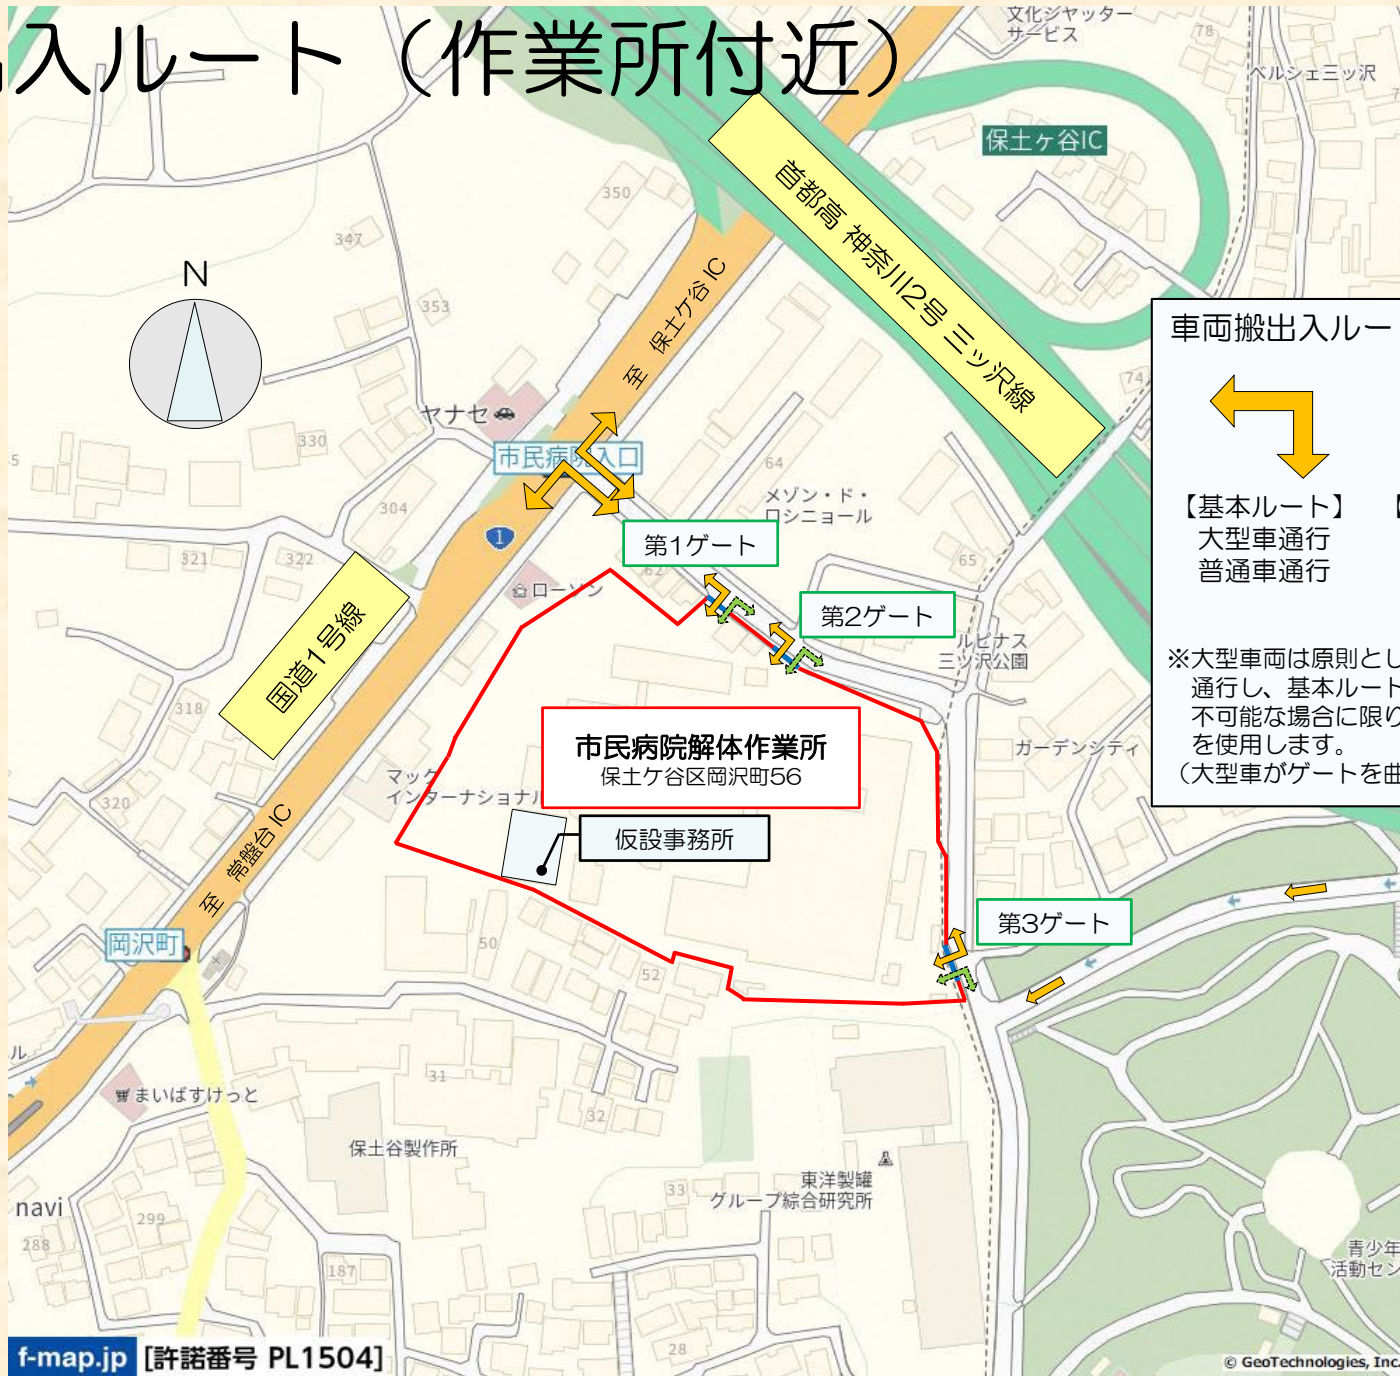 入ルート（作業所付近）
文化シヤッター
サービス
78
ベルシェ三ッ沢
保土ヶ谷IC
首都高 神奈川2号 三ッ沢線
350
347
N
353
至 保土ケ谷IC
車両搬出入ルー
74
ヤナセ
330
市民病院入口
64
メゾン・ド・
ロシニョール
304
1
【基本ルート】
大型車通行
普通車通行
第1ゲート
321
322
62
65
ローソン
第2ゲート
国道1号線
ルピナス
三ツ沢公園
※大型車両は原則とし
通行し、基本ルート
不可能な場合に限り
を使用します。
（大型車がゲートを曲
318
市民病院解体作業所
保土ケ谷区岡沢町56
ガーデンシティ
マック
インターナショナル
320
仮設事務所
至 常盤台IC
第3ゲート
岡沢町
50
52
ル
31
まいばすけっと
32
保土谷製作所
東洋製罐
グループ綜合研究所
33
navi
299
288
187
青少年
活動セン
28
f-map.jp [許諾番号 PL1504]
© GeoTechnologies, Inc.